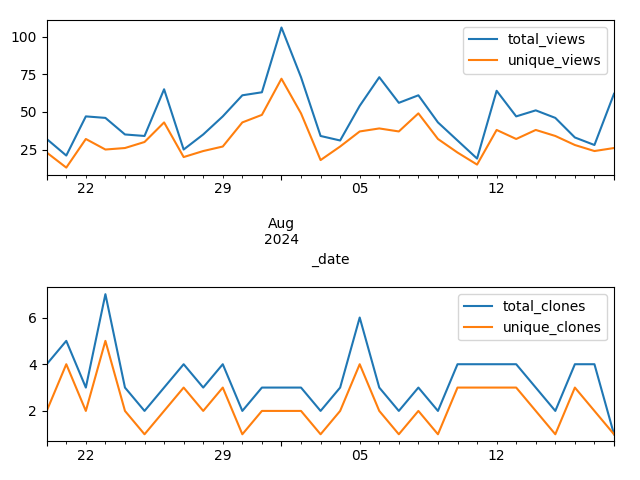 100
75
50
25
total_views
unique_views
22
29
05
12
Aug
2024
_date
6
4
2
total_clones
unique_clones
22
29
05
12